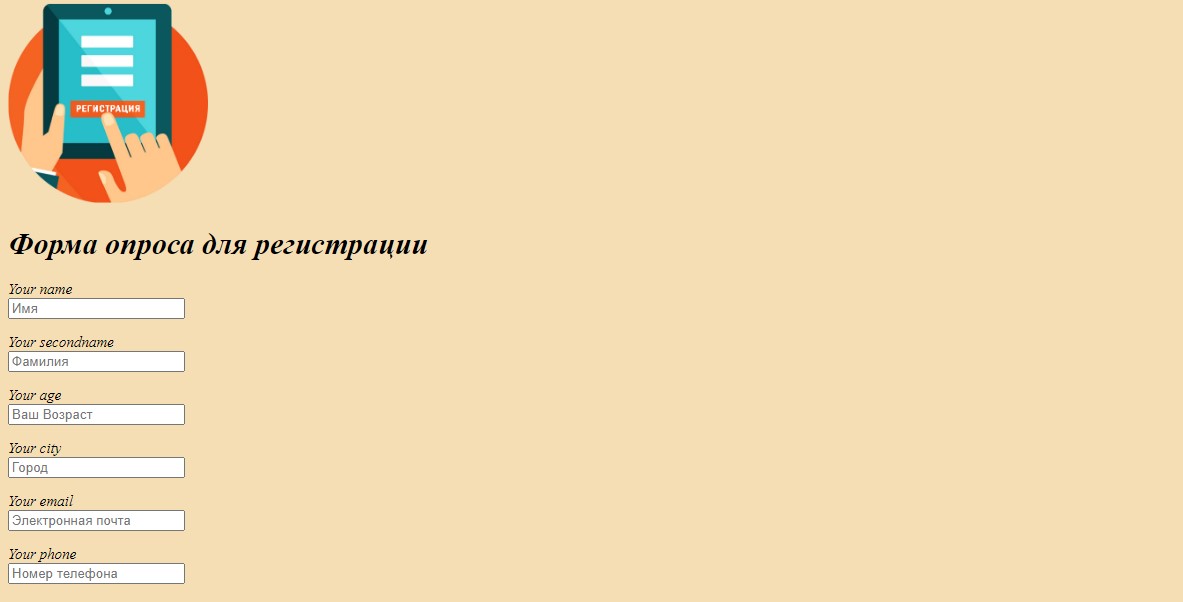 РЕГИСТРАЦИЯ
Форма опроса для регистрации
Your name
Имя
Your secondname
Фамилия
Your age
Ваш Возраст
Your city
Город
Your email
Электронная почта
Your phone
Номер телефона